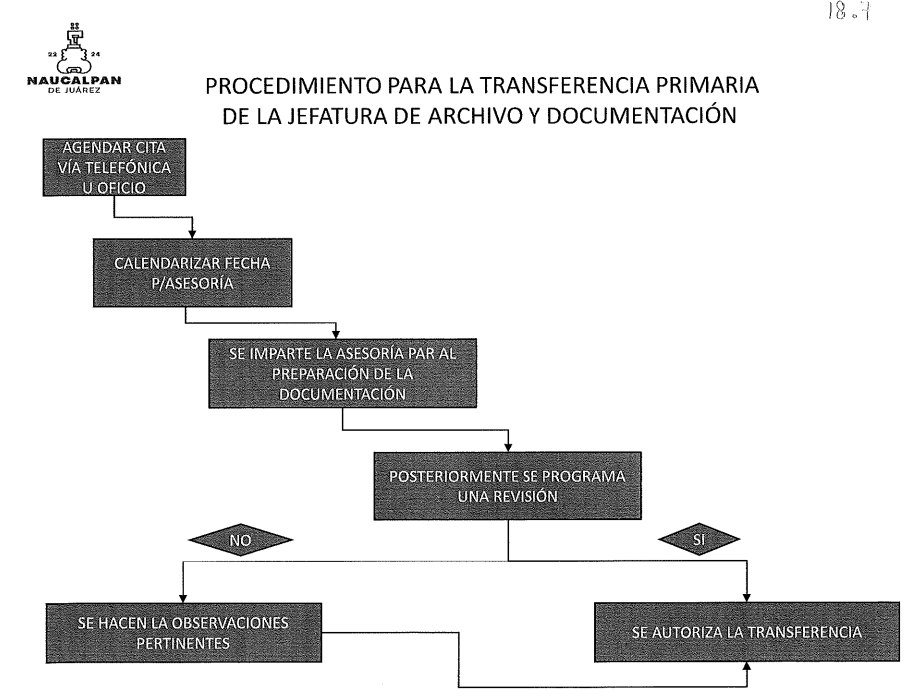 18.7
22 24
NAUCALPAN
DE JUÁREZ
PROCEDIMIENTO PARA LA TRANSFERENCIA PRIMARIA
DE LA JEFATURA DE ARCHIVO Y DOCUMENTACIÓN
AGENDAR CITA
VÍA TELEFÓNICA
U OFICIO
CALENDARIZAR FECHA
P/ASESORÍA
SE IMPARTE LA ASESORÍA PAR AL
PREPARACIÓN DE LA
DOCUMENTACIÓN
POSTERIORMENTE SE PROGRAMA
UNA REVISIÓN
NO
SI
SE HACEN LA OBSERVACIONES
PERTINENTES
SE AUTORIZA LA TRANSFERENCIA